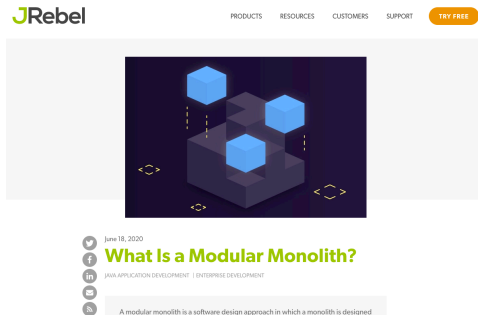 JRebel
PRODUCTS RESOURCES CUSTOMERS SUPPORT TRY FREE
June 18, 2020
What Is a Modular Monolith?
JAVA APPLICATION DEVELOPMENT | ENTERPRISE DEVELOPMENT
A modular monolith is a software design approach in which a monolith is designed